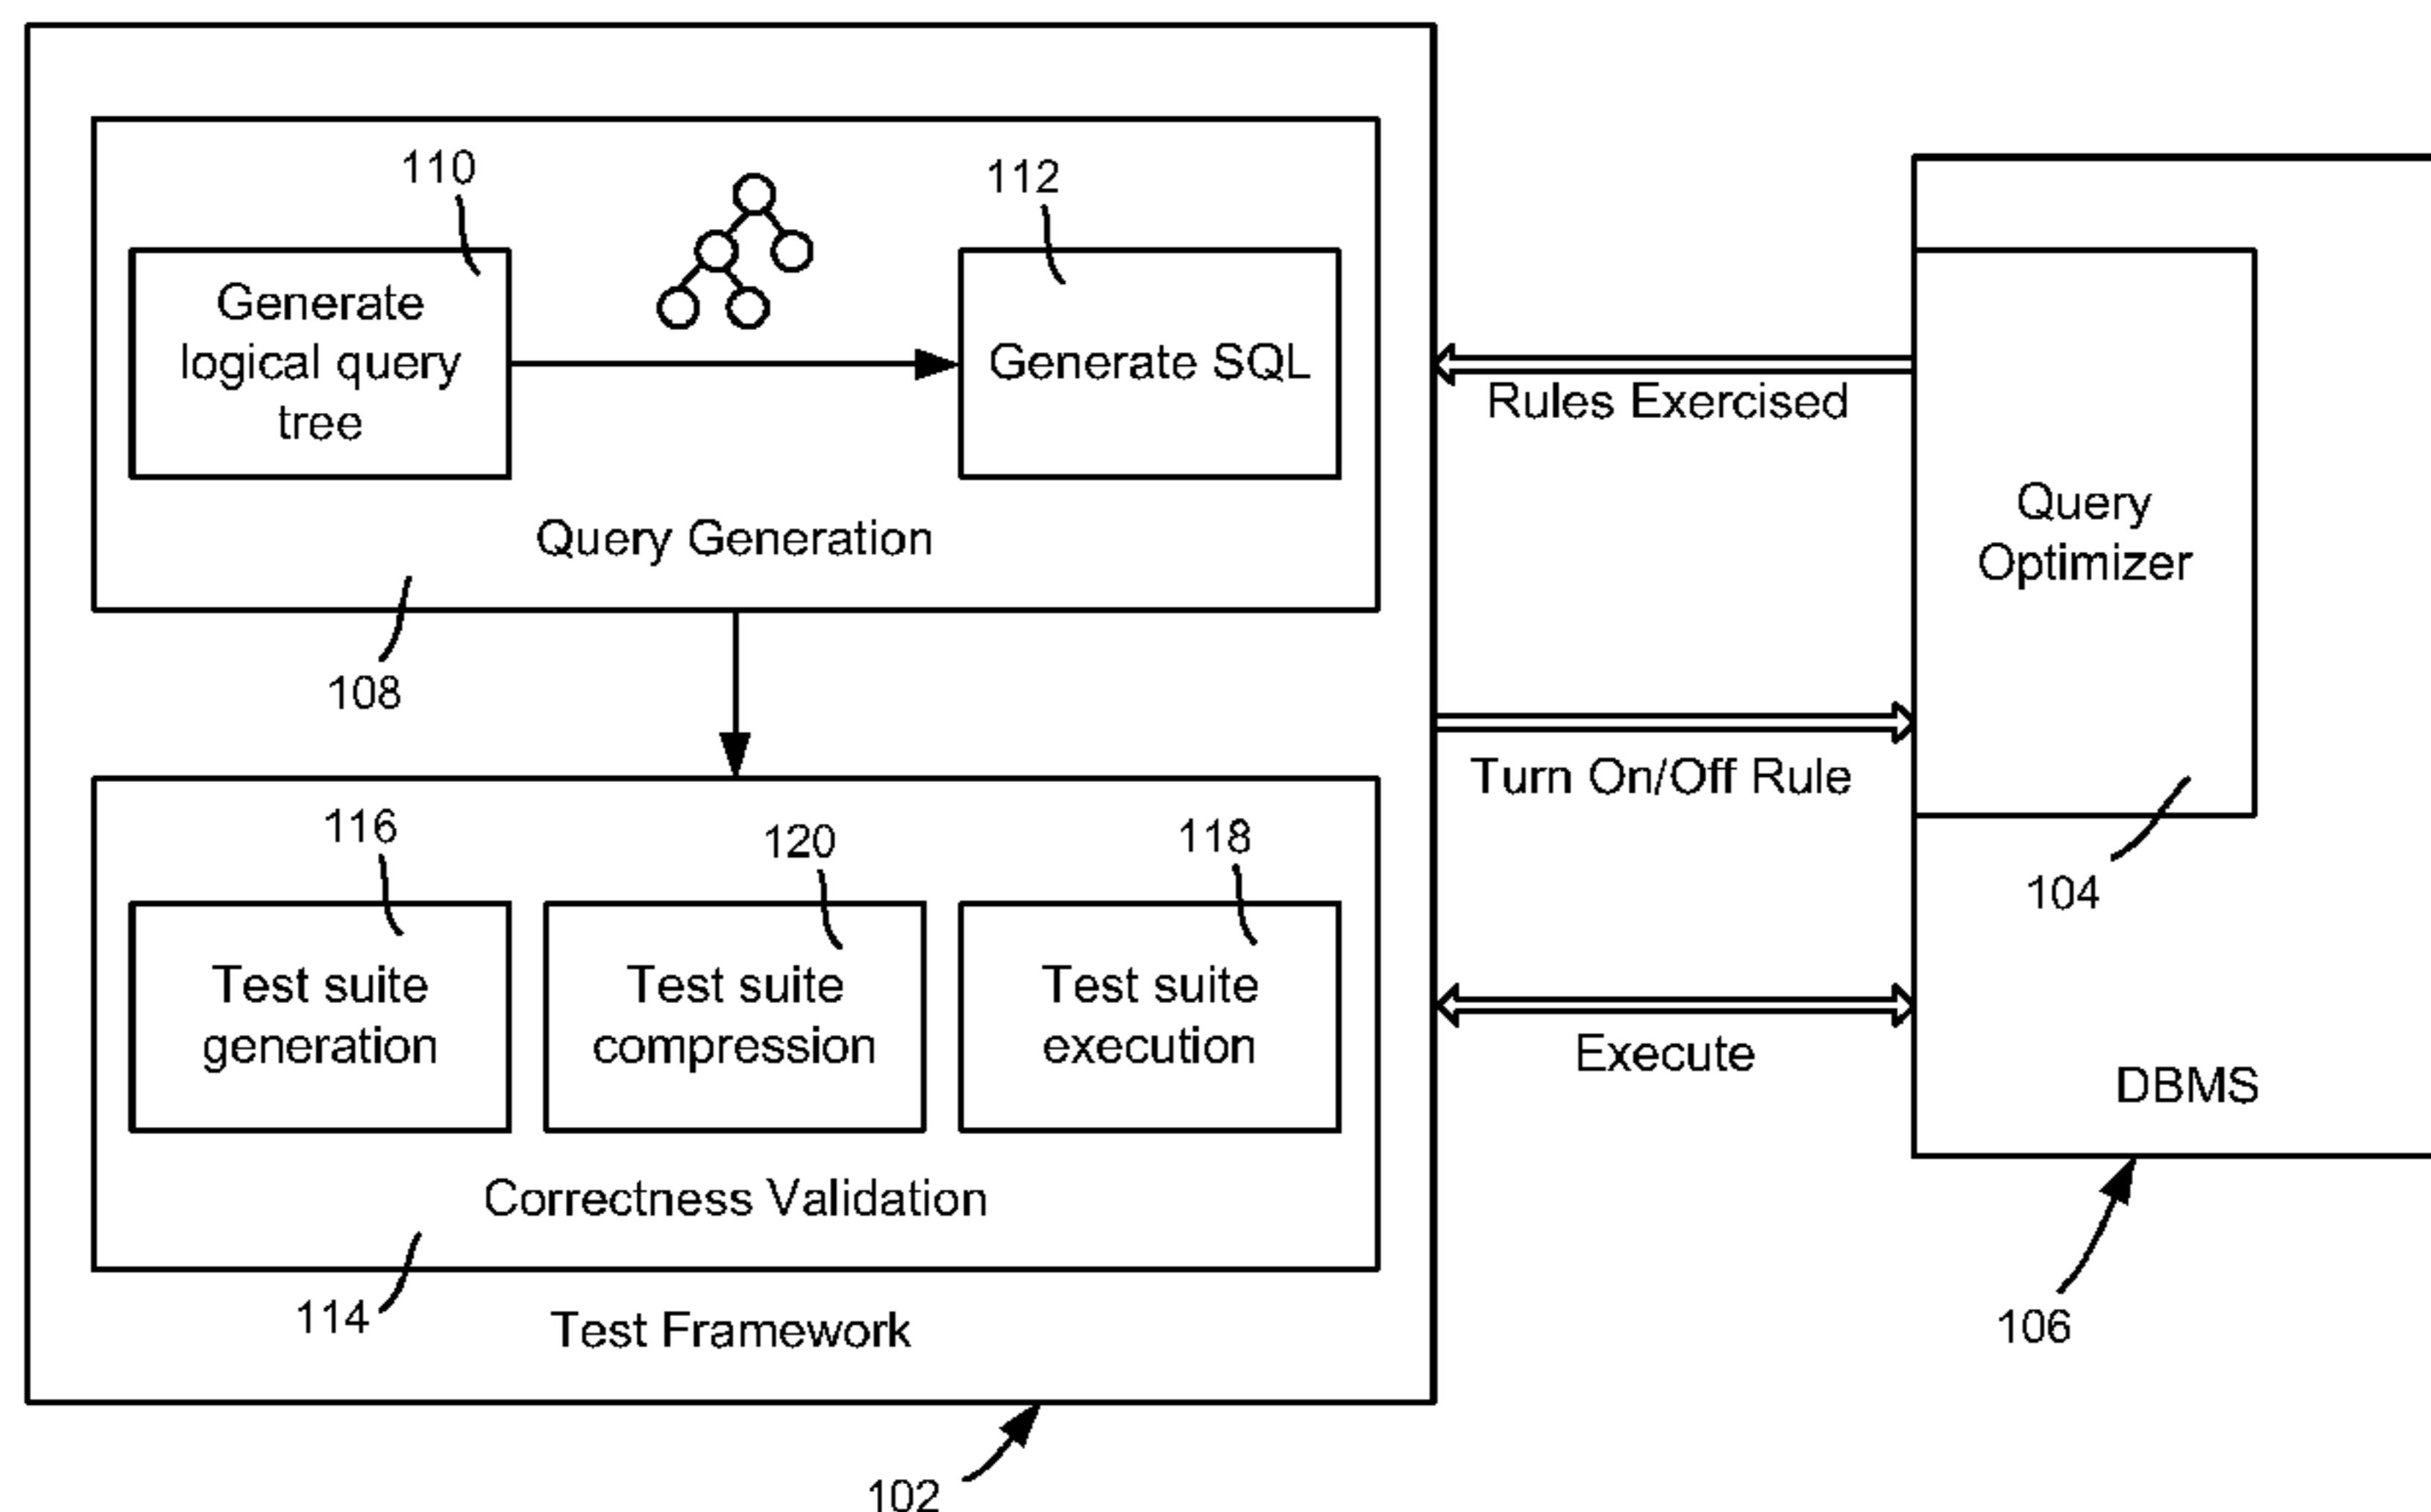 110
112
Generate
logical query
tree
Generate SQL
Query Generation
108
Rules Exercised
Query
Optimizer
Turn On/Off Rule
104
116
120
118
Test suite
generation
Test suite
compression
Test suite
execution
Execute
DBMS
Correctness Validation
114
Test Framework
106
102